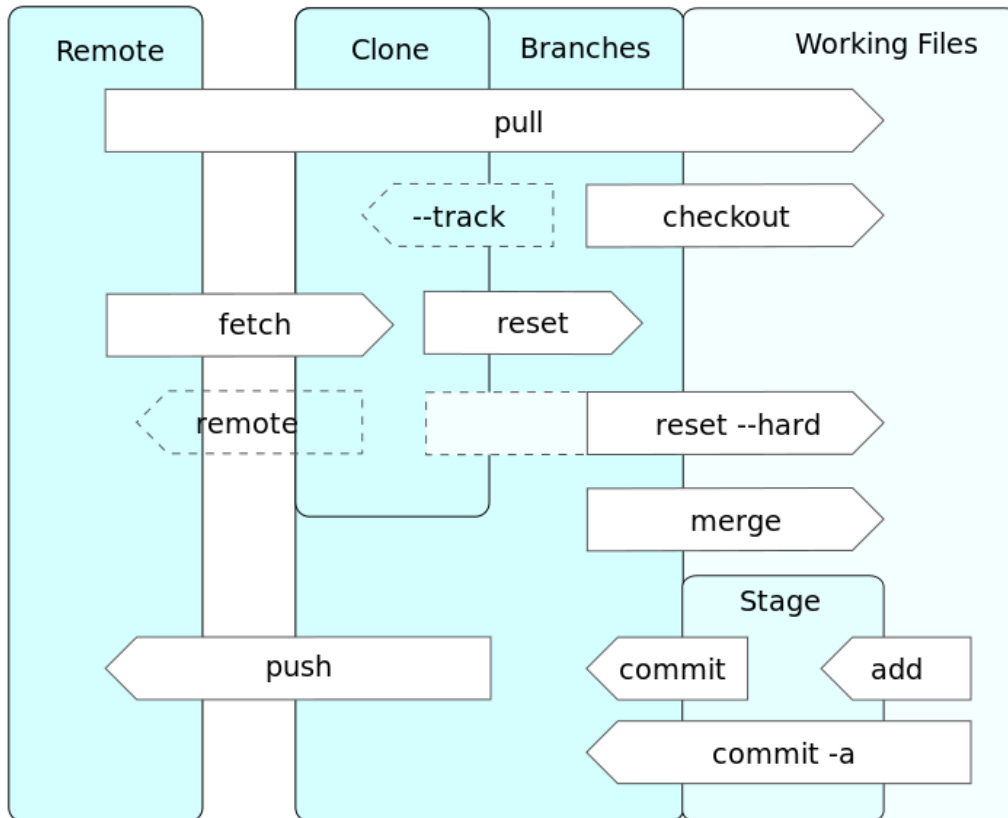 Remote
Clone
Branches
Working Files
pull
--track
checkout
fetch
reset
remote
reset --hard
merge
Stage
push
commit
add
commit -a